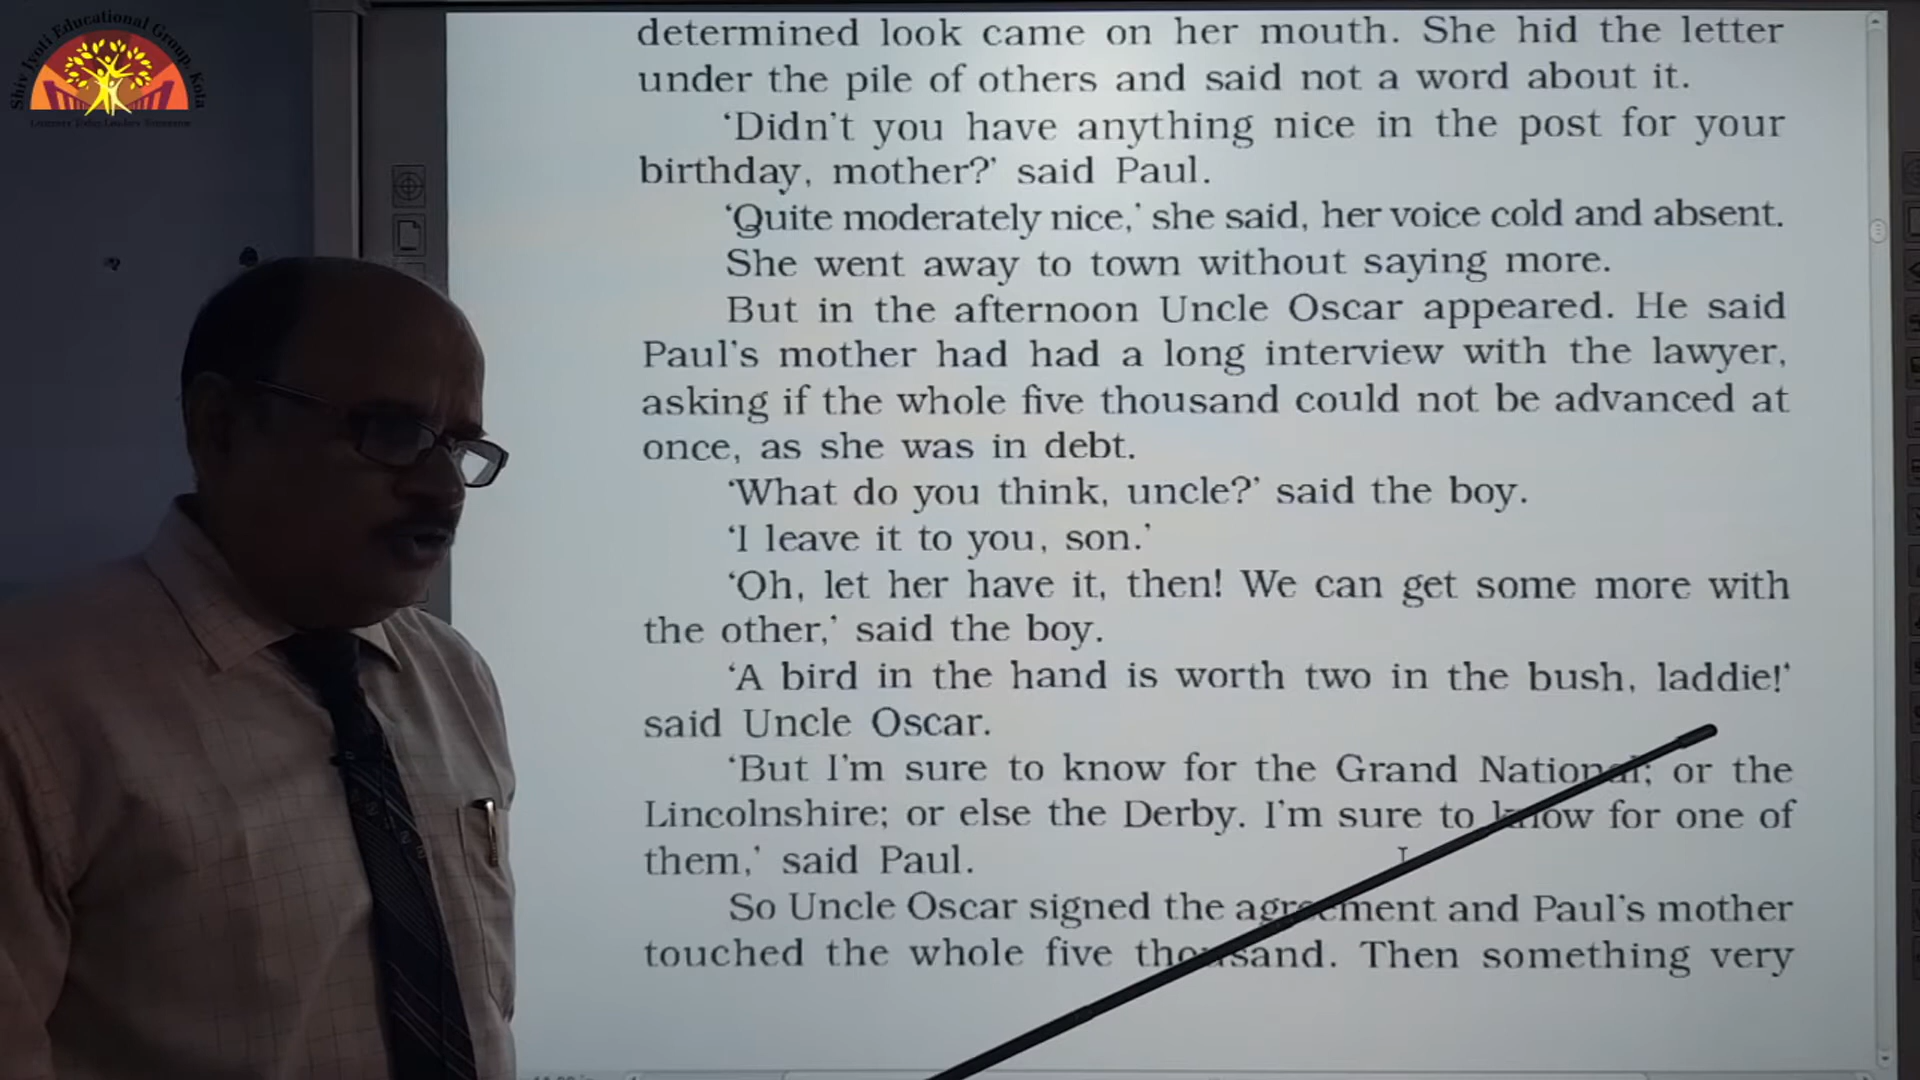 Shiv Jyoti Educational Group, Kota
determined look came on her mouth. She hid the letter
under the pile of others and said not a word about it.
‘Didn't you have anything nice in the post for your
birthday, mother?’ said Paul.
‘Quite moderately nice,’ she said, her voice cold and absent.
She went away to town without saying more.
But in the afternoon Uncle Oscar appeared. He said
Paul's mother had had a long interview with the lawyer,
asking if the whole five thousand could not be advanced at
once, as she was in debt.
‘What do you think, uncle?’ said the boy.
‘I leave it to you, son.’
‘Oh, let her have it, then! We can get some more with
the other,’ said the boy.
‘A bird in the hand is worth two in the bush, laddie!‘
said Uncle Oscar.
‘But I'm sure to know for the Grand National; or the
Lincolnshire; or else the Derby. I'm sure to know for one of
them,’ said Paul.
So Uncle Oscar signed the agreement and Paul's mother
touched the whole five thousand. Then something very